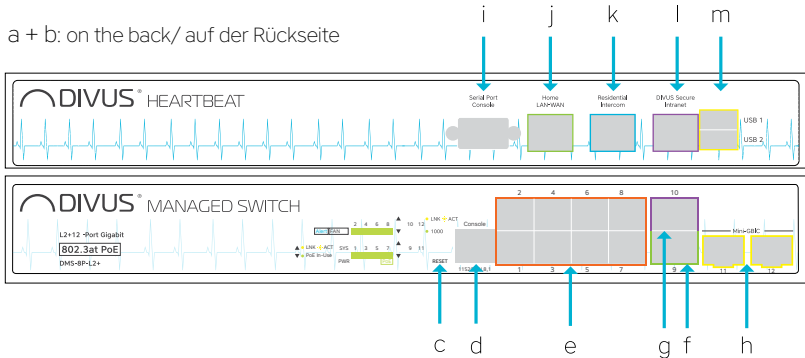 i j k l m
a + b: on the back/ auf der Rückseite
DIVUS® HEARTBEAT
Serial Port
Console
Home
LAN-WAN
Residential
Intercom
DIVUS Secure
Intranet
USB 1
USB 2
DIVUS® MANAGED SWITCH
L2+12 -Port Gigabit
802.3at PoE
DMS-8P-L2+
Alert FAN
2 4 6 8 10 12
LNK ACT
1000
LNK ACT
PoE In-Use
SYS 1 3 5 7 9 11
PWR
RESET
Console
2 4 6 8 10
Mini-GBIC
1 3 5 7 9 11 12
c d e g f h